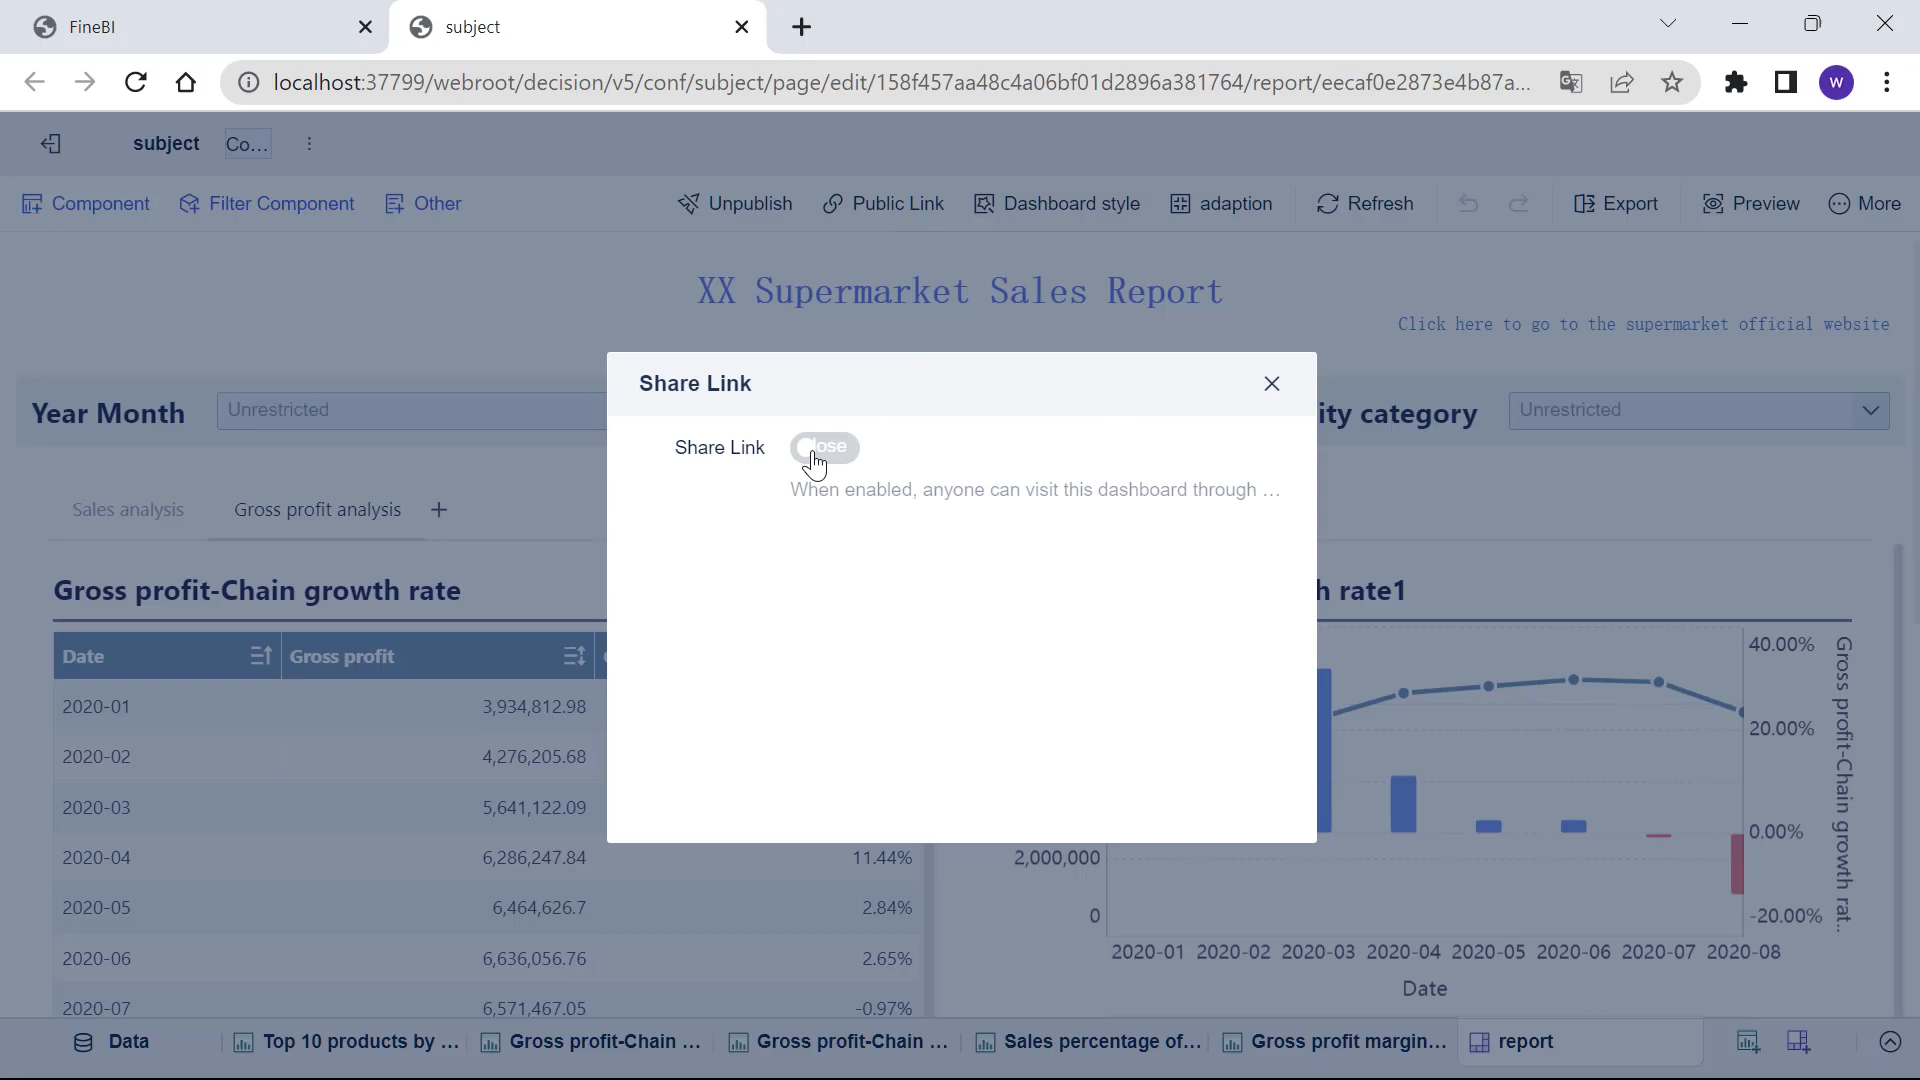 FineBI
subject
localhost:37799/webroot/decision/v5/conf/subject/page/edit/158f457aa48c4a06bf01d2896a381764/report/eecaf0e2873e4b87a...
W
subject
Co...
Component
Filter Component
Other
Unpublish
Public Link
Dashboard style
adaption
Refresh
Export
Preview
More
XX Supermarket Sales Report
Click here to go to the supermarket official website
Share Link
Year Month
Unrestricted
ity category
Unrestricted
Share Link
When enabled, anyone can visit this dashboard through ...
Sales analysis
Gross profit analysis
Gross profit-Chain growth rate
h rate1
Date
Gross profit
2020-01
3,934,812.98
2020-02
4,276,205.68
2020-03
5,641,122.09
2020-04
6,286,247.84
11.44%
2020-05
6,464,626.7
2.84%
2020-06
6,636,056.76
2.65%
2020-07
6,571,467.05
-0.97%
40.00%
20.00%
0.00%
-20.00%
Gross profit-Chain growth rat...
2,000,000
0
2020-01 2020-02 2020-03 2020-04 2020-05 2020-06 2020-07 2020-08
Date
Data
Top 10 products by ...
Gross profit-Chain ...
Gross profit-Chain ...
Sales percentage of...
Gross profit margin...
report